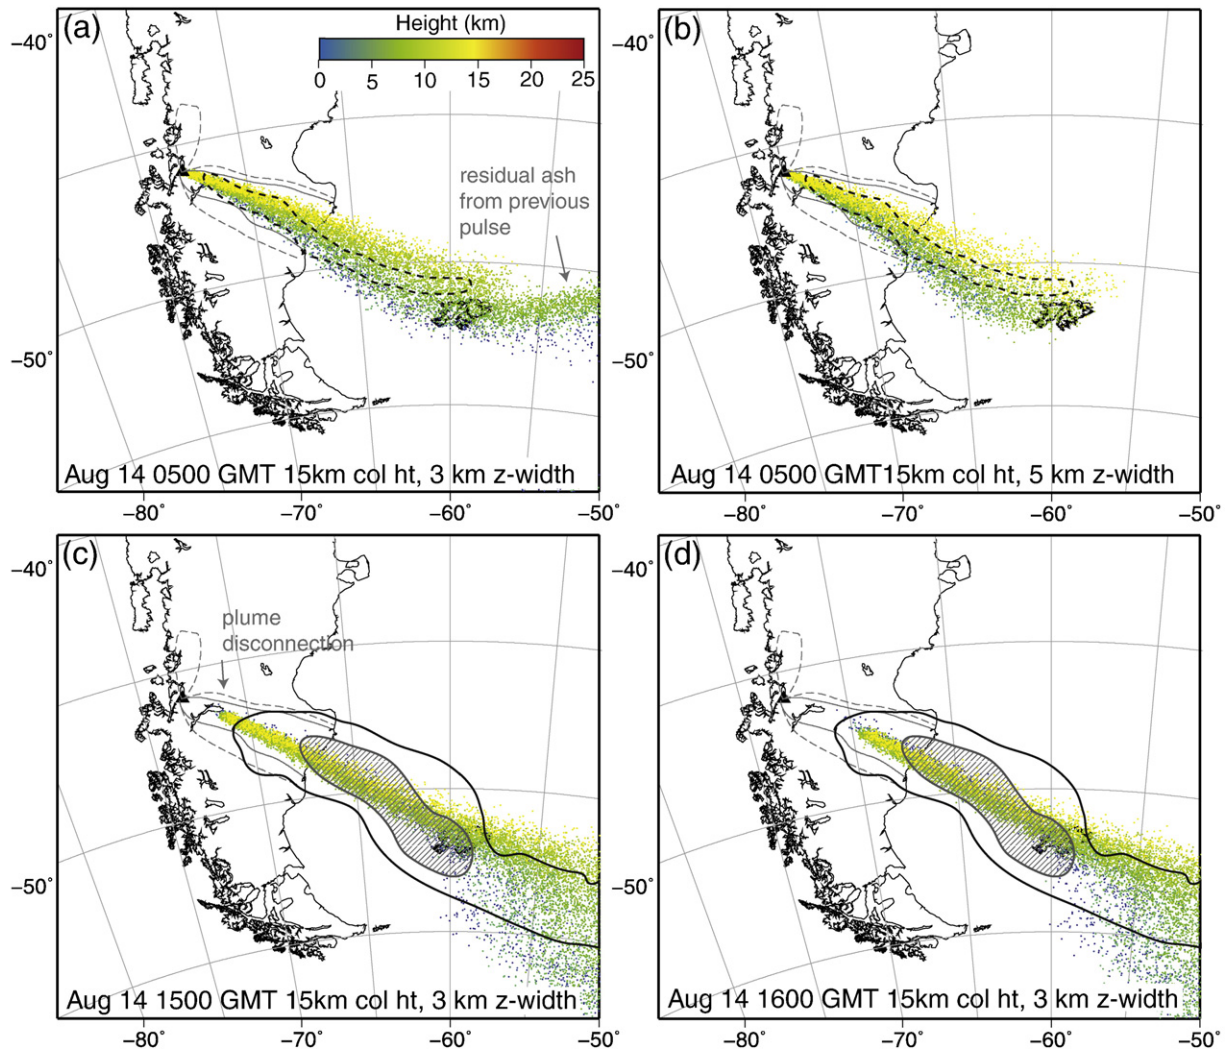 (a)
Height (km)
0 5 10 15 20 25
residual ash
from previous
pulse
−40°
−50°
Aug 14 0500 GMT 15km col ht, 3 km z-width
−80° −70° −60° −50°
(b)
−40°
−50°
Aug 14 0500 GMT15km col ht, 5 km z-width
−80° −70° −60° −50°
(c)
plume
disconnection
−40°
−50°
Aug 14 1500 GMT 15km col ht, 3 km z-width
−80° −70° −60° −50°
(d)
−40°
−50°
Aug 14 1600 GMT 15km col ht, 3 km z-width
−80° −70° −60° −50°